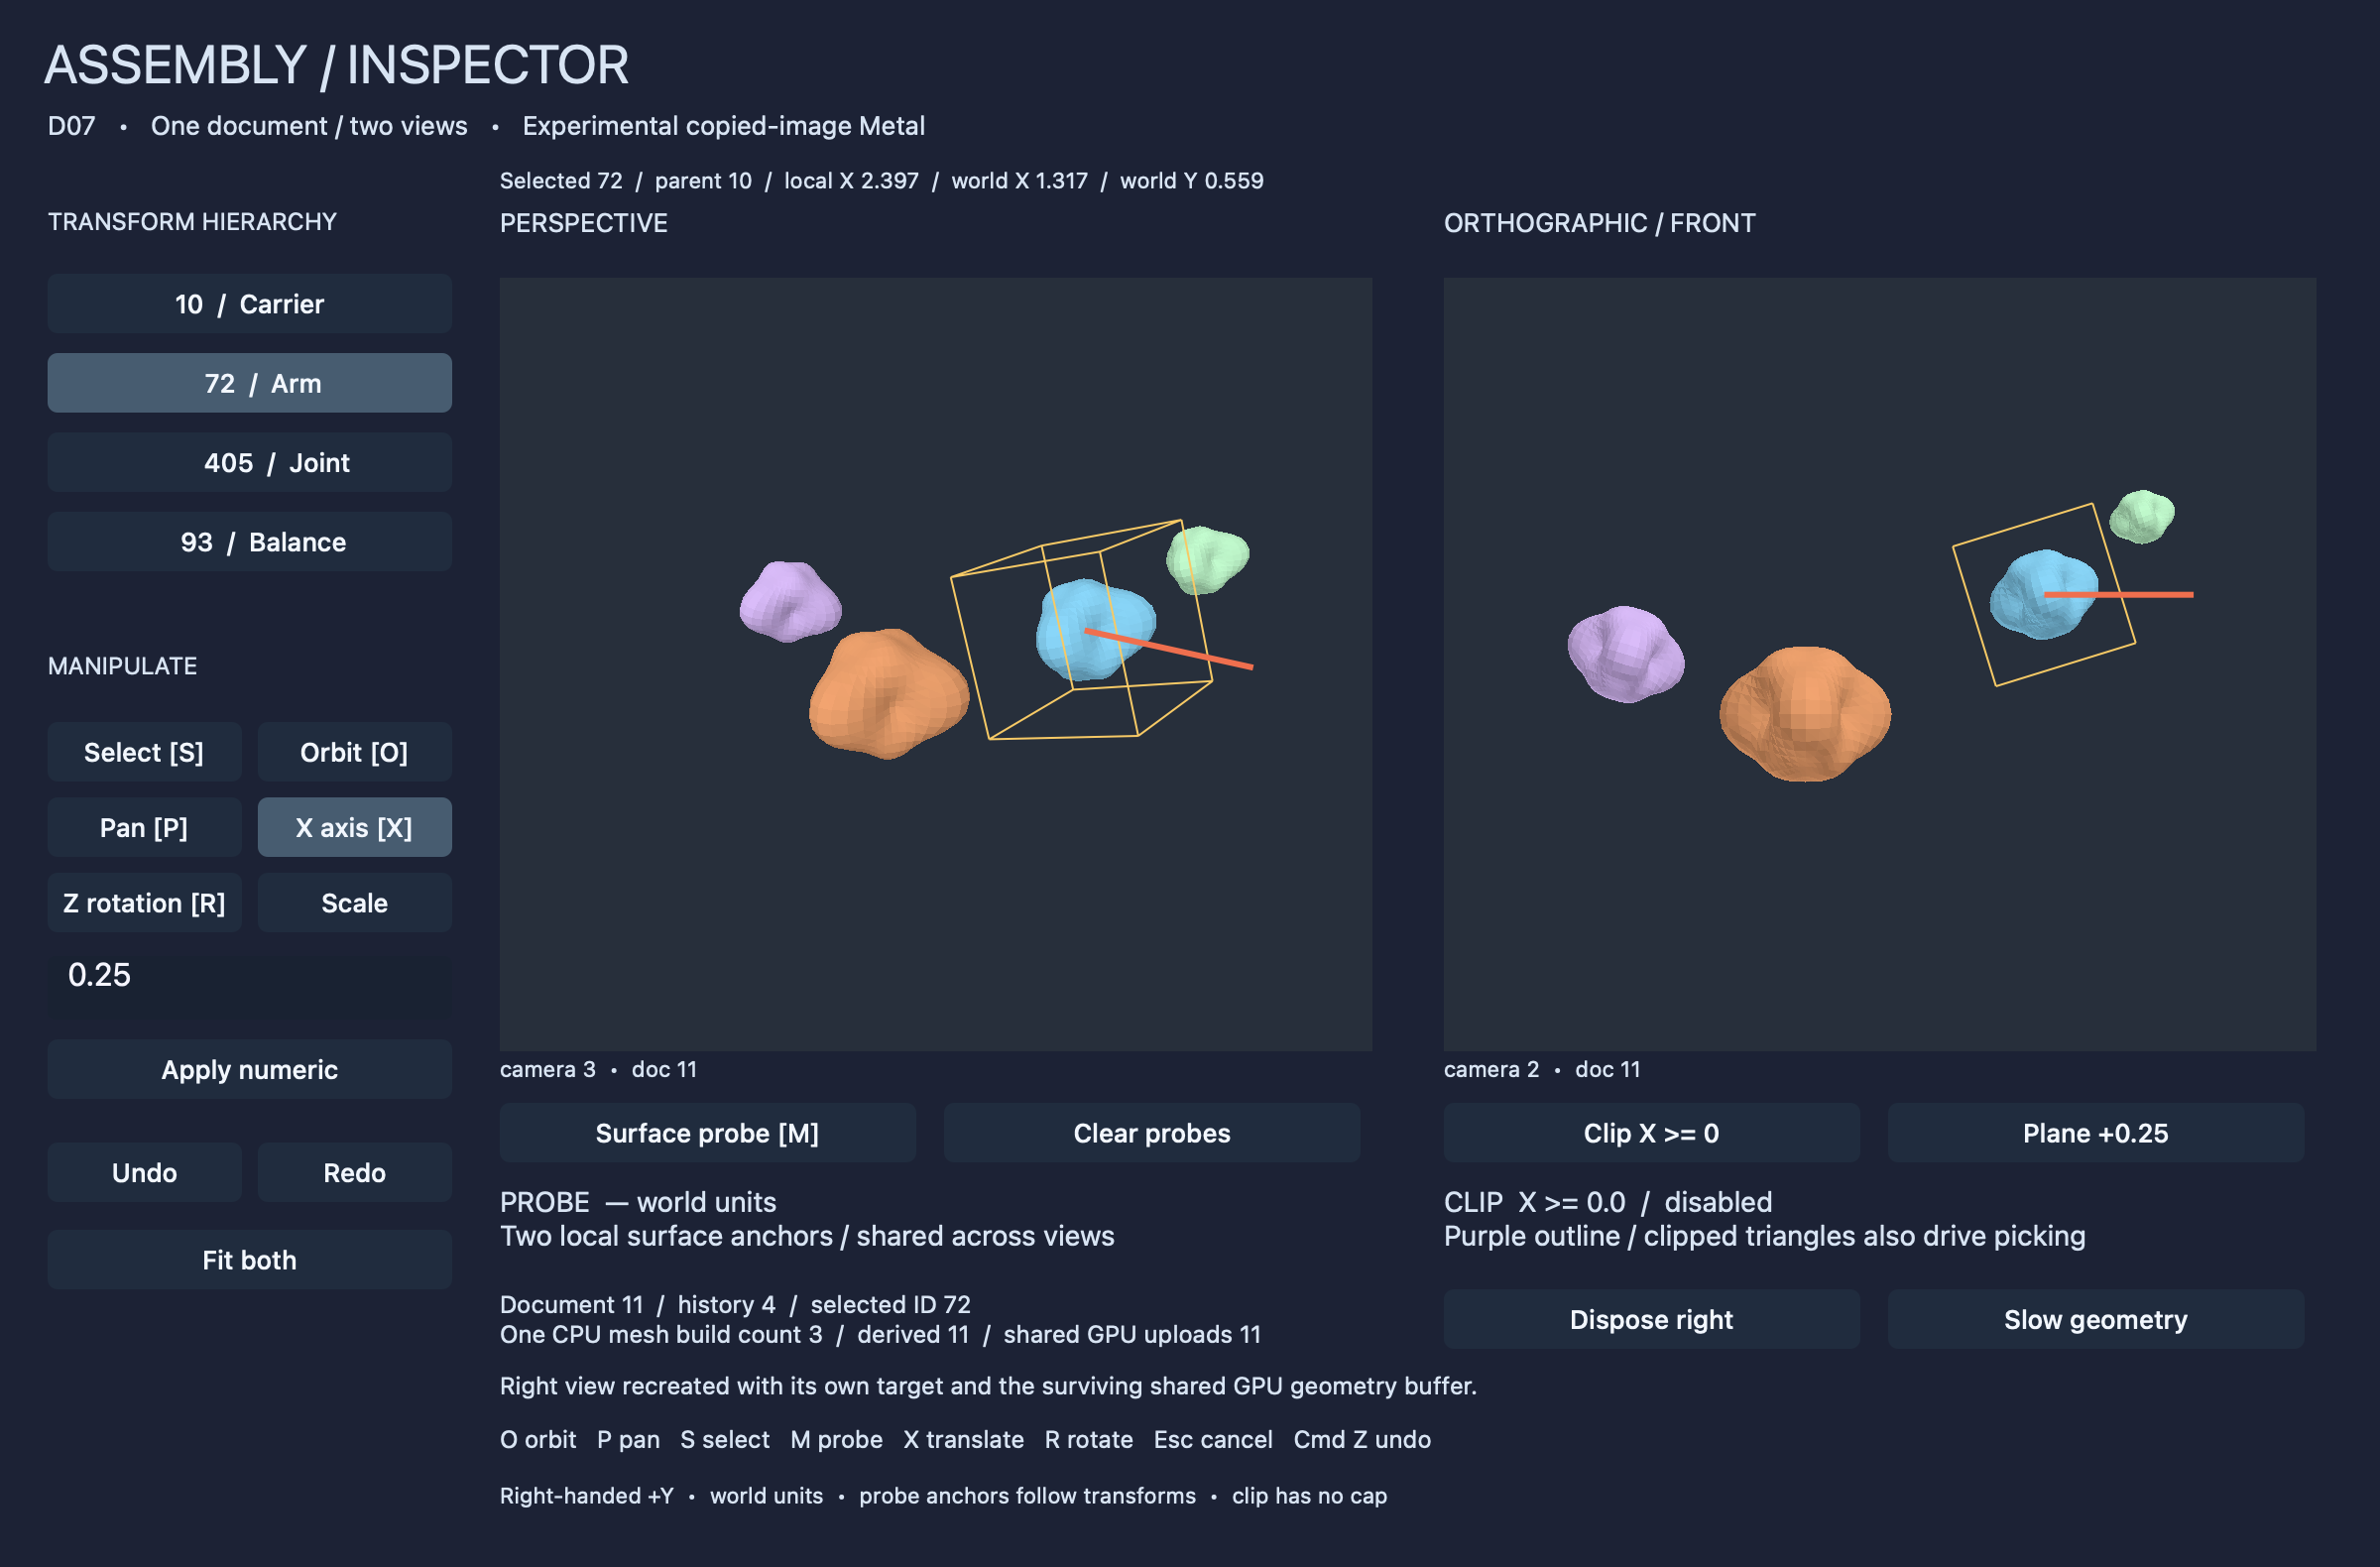 ASSEMBLY / INSPECTOR
D07 • One document / two views • Experimental copied-image Metal
Selected 72 / parent 10 / local X 2.397 / world X 1.317 / world Y 0.559
TRANSFORM HIERARCHY
10 / Carrier
72 / Arm
405 / Joint
93 / Balance
MANIPULATE
Select [S]
Orbit [O]
Pan [P]
X axis [X]
Z rotation [R]
Scale
0.25
Apply numeric
Undo
Redo
Fit both
PERSPECTIVE
camera 3 • doc 11
Surface probe [M]
Clear probes
PROBE — world units
Two local surface anchors / shared across views
ORTHOGRAPHIC / FRONT
camera 2 • doc 11
Clip X >= 0
Plane +0.25
CLIP X >= 0.0 / disabled
Purple outline / clipped triangles also drive picking
Dispose right
Slow geometry
Document 11 / history 4 / selected ID 72
One CPU mesh build count 3 / derived 11 / shared GPU uploads 11
Right view recreated with its own target and the surviving shared GPU geometry buffer.
O orbit P pan S select M probe X translate R rotate Esc cancel Cmd Z undo
Right-handed +Y • world units • probe anchors follow transforms • clip has no cap